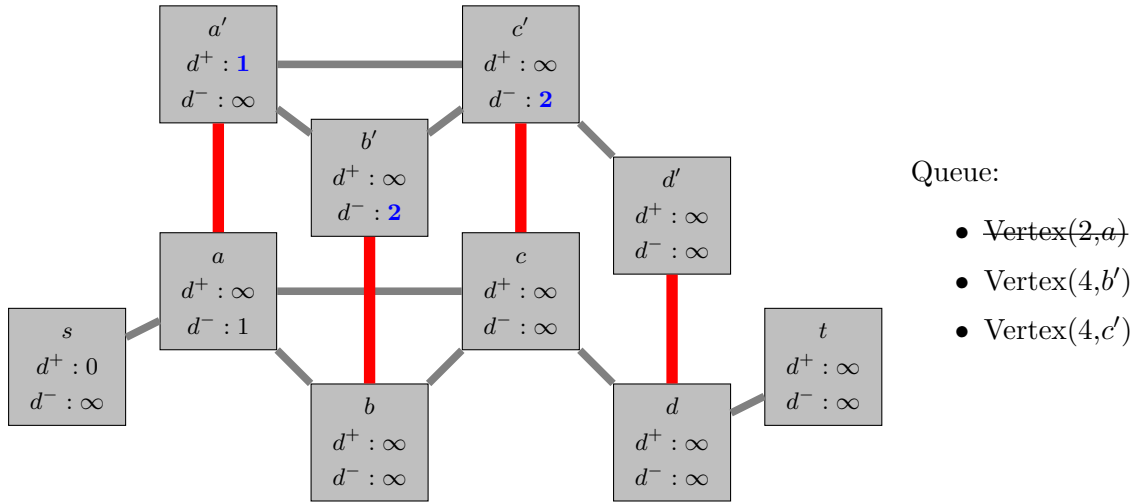 a′
d⁺ : 1
d⁻ : ∞
c′
d⁺ : ∞
d⁻ : 2
b′
d⁺ : ∞
d⁻ : 2
d′
d⁺ : ∞
d⁻ : ∞
a
d⁺ : ∞
d⁻ : 1
c
d⁺ : ∞
d⁻ : ∞
s
d⁺ : 0
d⁻ : ∞
b
d⁺ : ∞
d⁻ : ∞
d
d⁺ : ∞
d⁻ : ∞
t
d⁺ : ∞
d⁻ : ∞
Queue:
• Vertex(2,a)
• Vertex(4,b′)
• Vertex(4,c′)